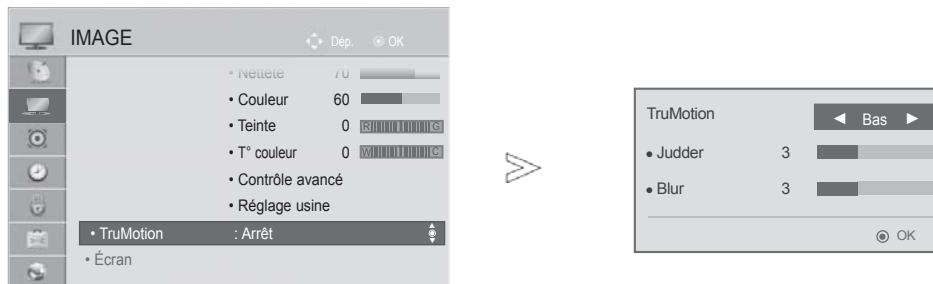 IMAGE
Dép. OK
• Netteté 70
• Couleur 60
• Teinte 0 R G
• T° couleur 0 W C
• Contrôle avancé
• Réglage usine
• TruMotion : Arrêt
• Écran
TruMotion ◄ Bas ►
• Judder 3
• Blur 3
OK